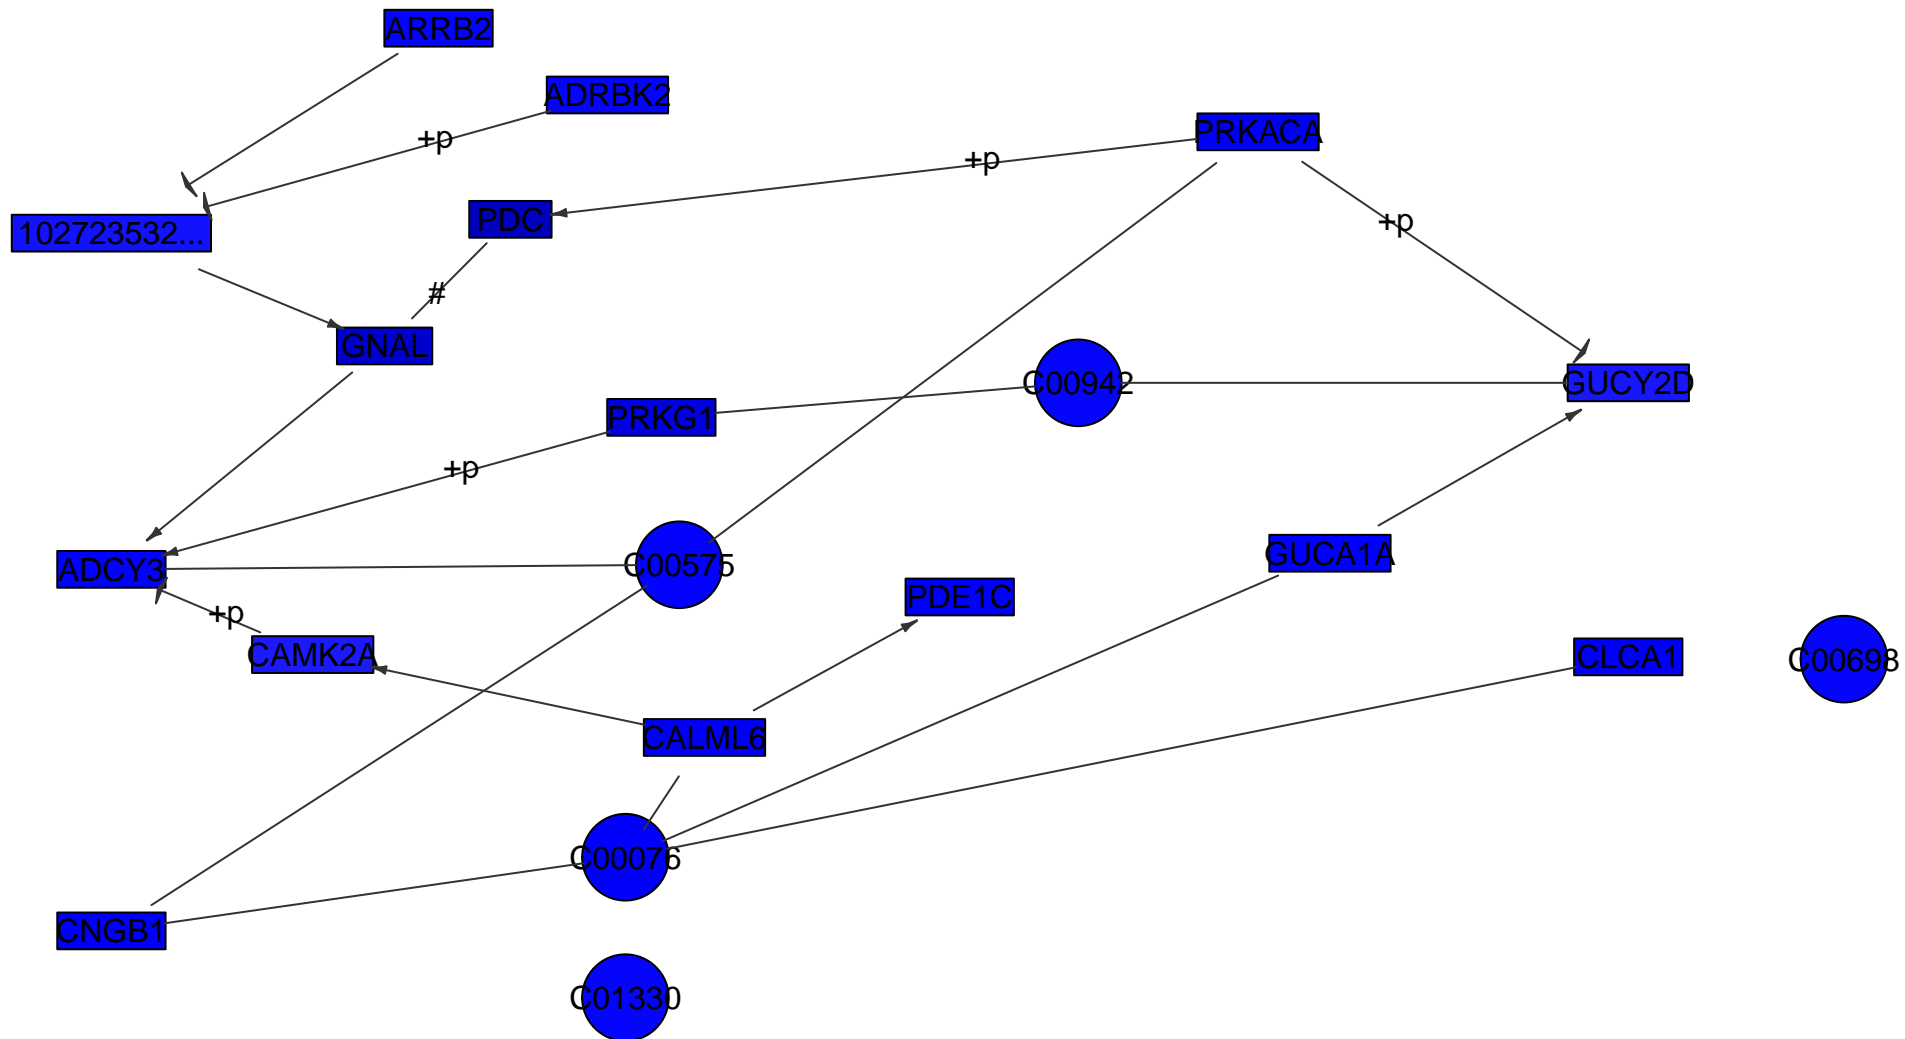 ARRB2
ADRBK2
+p
PRKACA
+p
102723532...
PDC
+p
#
GNAL
C00942
GUCY2D
PRKG1
+p
ADCY3
C00575
GUCA1A
PDE1C
+p
CAMK2A
CLCA1
C00698
CALML6
C00076
CNGB1
C01330